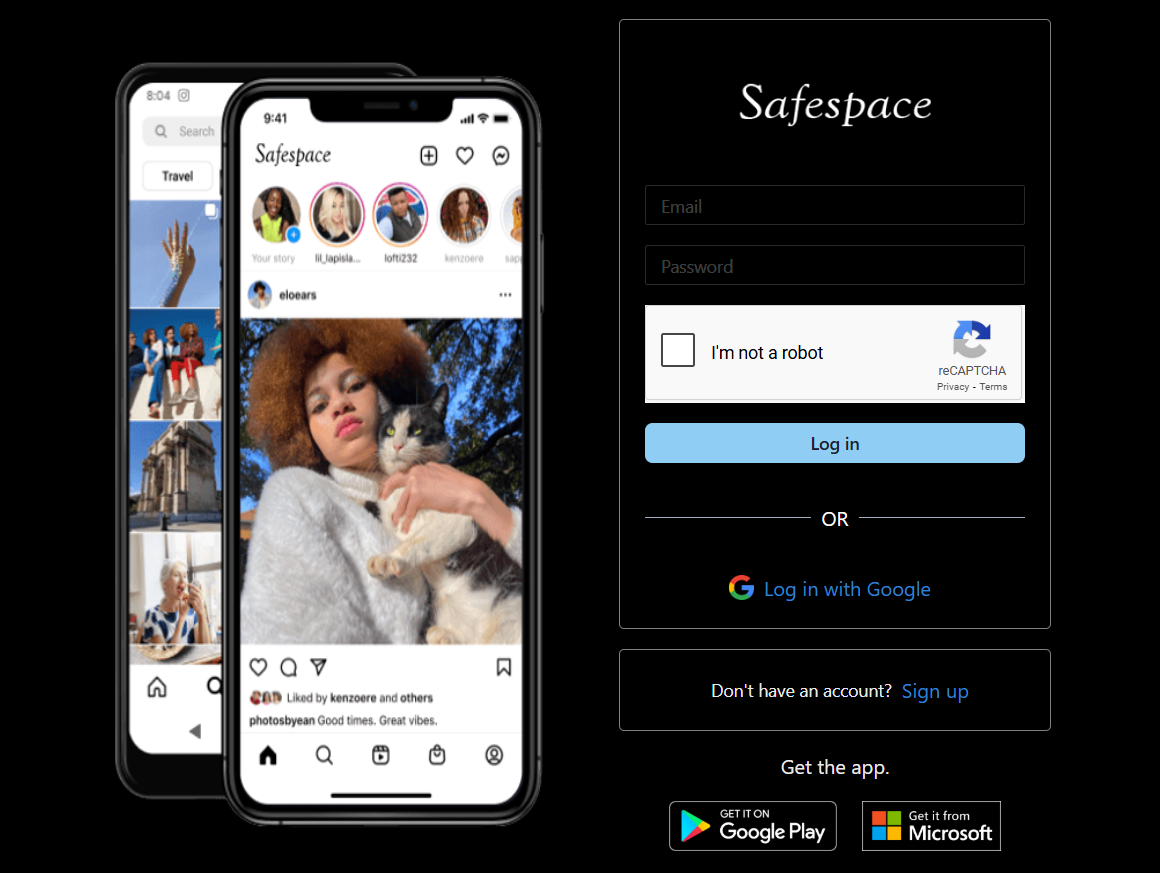 8:04
Search
Travel
9:41
Safespace
Your story
lil_lapisla...
lofti232
kenzoere
sap
eloears
Liked by kenzoere and others
photosbyean Good times. Great vibes.
Safespace
Email
Password
I'm not a robot
reCAPTCHA
Privacy - Terms
Log in
OR
Log in with Google
Don't have an account? Sign up
Get the app.
GET IT ON
Google Play
Get it from
Microsoft